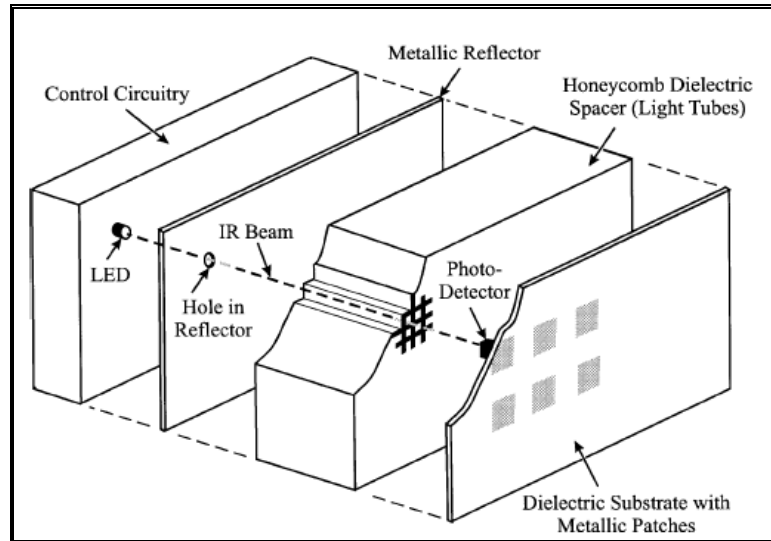 Metallic Reflector
Control Circuitry
Honeycomb Dielectric
Spacer (Light Tubes)
IR Beam
LED
Hole in
Reflector
Photo-
Detector
Dielectric Substrate with
Metallic Patches